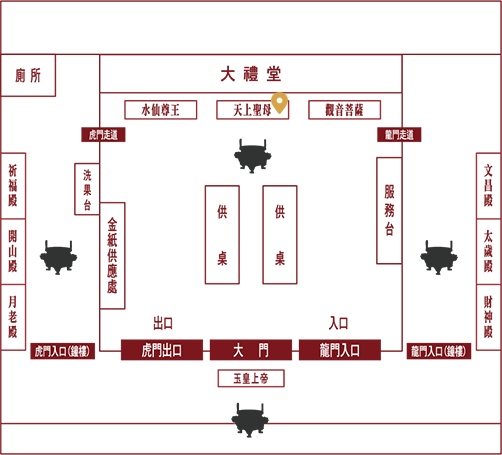 大禮堂
廁所
水仙尊王
天上聖母
觀音菩薩
虎門走道
龍門走道
祈福殿
開山殿
月老殿
洗果台
金紙供應處
供桌
供桌
服務台
文昌殿
太歲殿
財神殿
出口
入口
虎門入口(鐘樓)
虎門出口
大門
龍門入口
龍門入口(鐘樓)
玉皇上帝